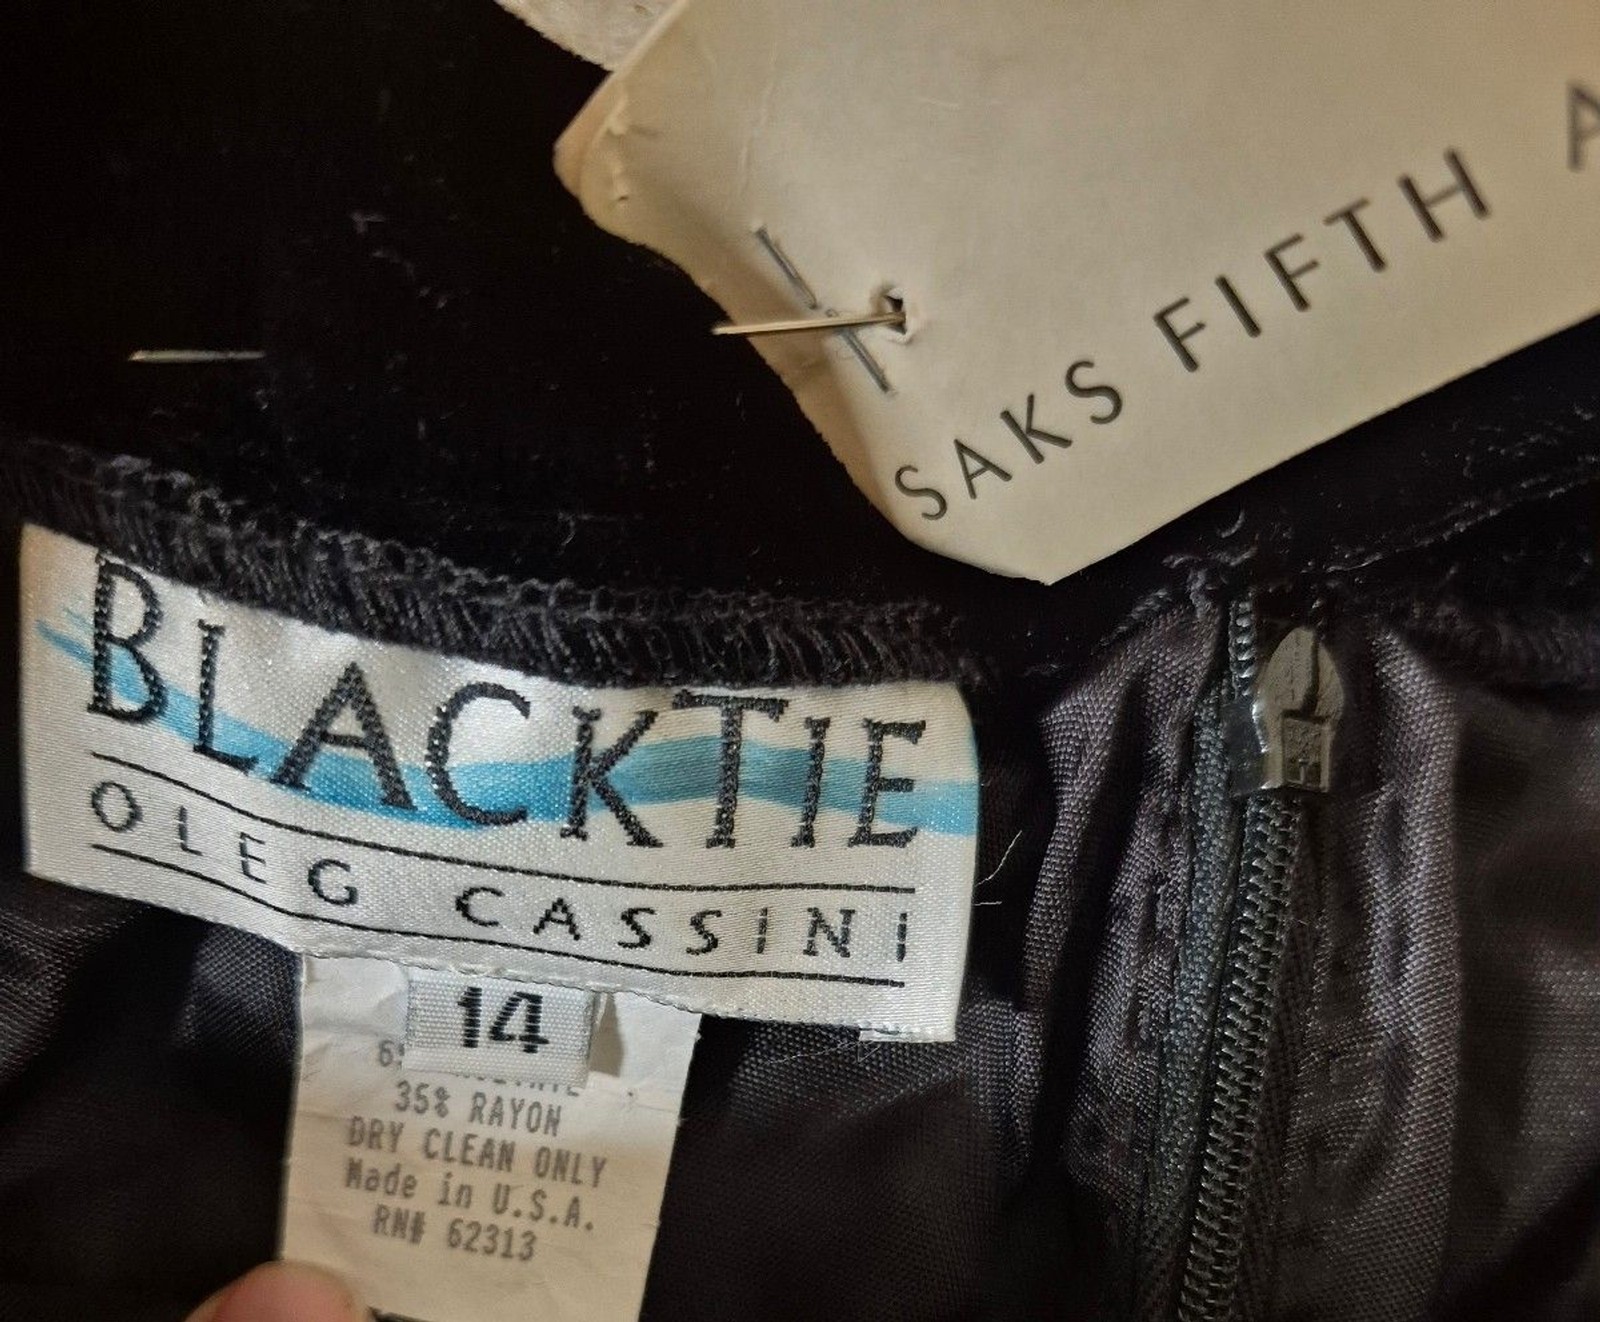 SAKS FIFTH A
BLACKTIE
OLEG CASSINI
14
35% RAYON
DRY CLEAN ONLY
Made in U.S.A.
RN# 62313